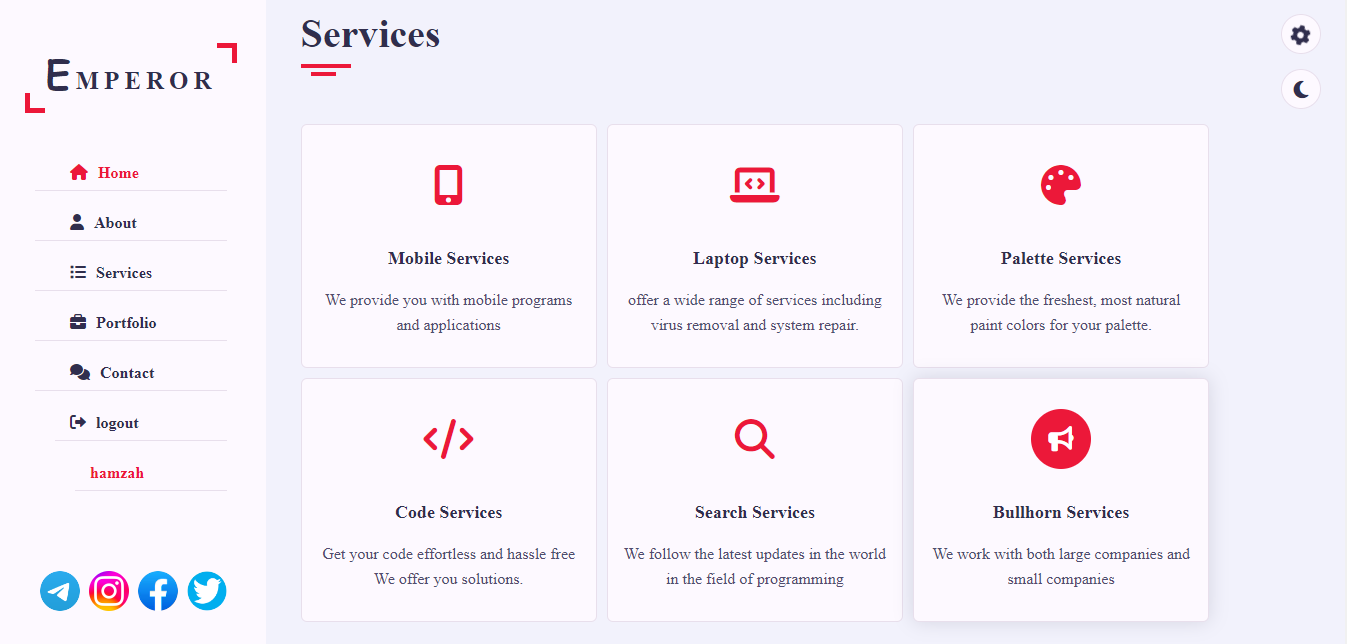 EMPEROR
Home
About
Services
Portfolio
Contact
logout
hamzah
Services
Mobile Services
We provide you with mobile programs
and applications
Laptop Services
offer a wide range of services including
virus removal and system repair.
Palette Services
We provide the freshest, most natural
paint colors for your palette.
Code Services
Get your code effortless and hassle free
We offer you solutions.
Search Services
We follow the latest updates in the world
in the field of programming
Bullhorn Services
We work with both large companies and
small companies